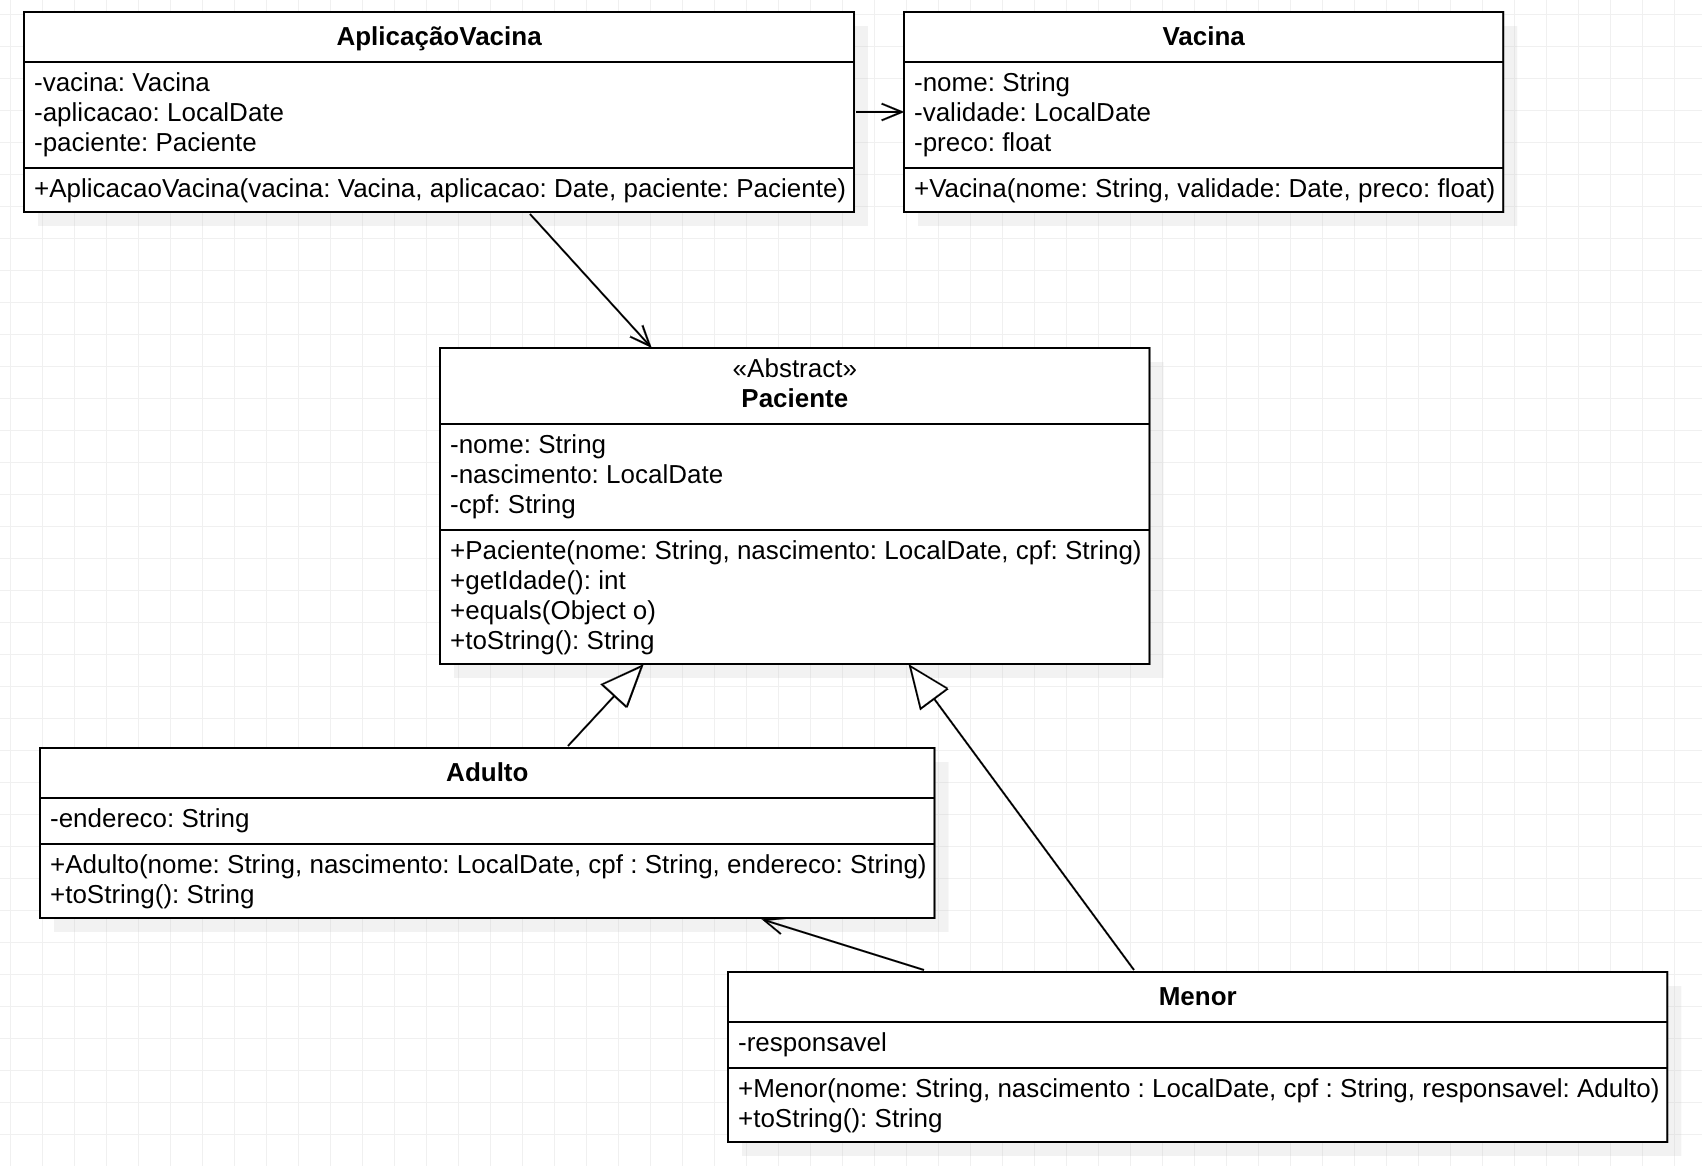 AplicaçãoVacina
-vacina: Vacina
-aplicacao: LocalDate
-paciente: Paciente
+AplicacaoVacina(vacina: Vacina, aplicacao: Date, paciente: Paciente)
Vacina
-nome: String
-validade: LocalDate
-preco: float
+Vacina(nome: String, validade: Date, preco: float)
«Abstract»
Paciente
-nome: String
-nascimento: LocalDate
-cpf: String
+Paciente(nome: String, nascimento: LocalDate, cpf: String)
+getIdade(): int
+equals(Object o)
+toString(): String
Adulto
-endereco: String
+Adulto(nome: String, nascimento: LocalDate, cpf : String, endereco: String)
+toString(): String
Menor
-responsavel
+Menor(nome: String, nascimento : LocalDate, cpf : String, responsavel: Adulto)
+toString(): String